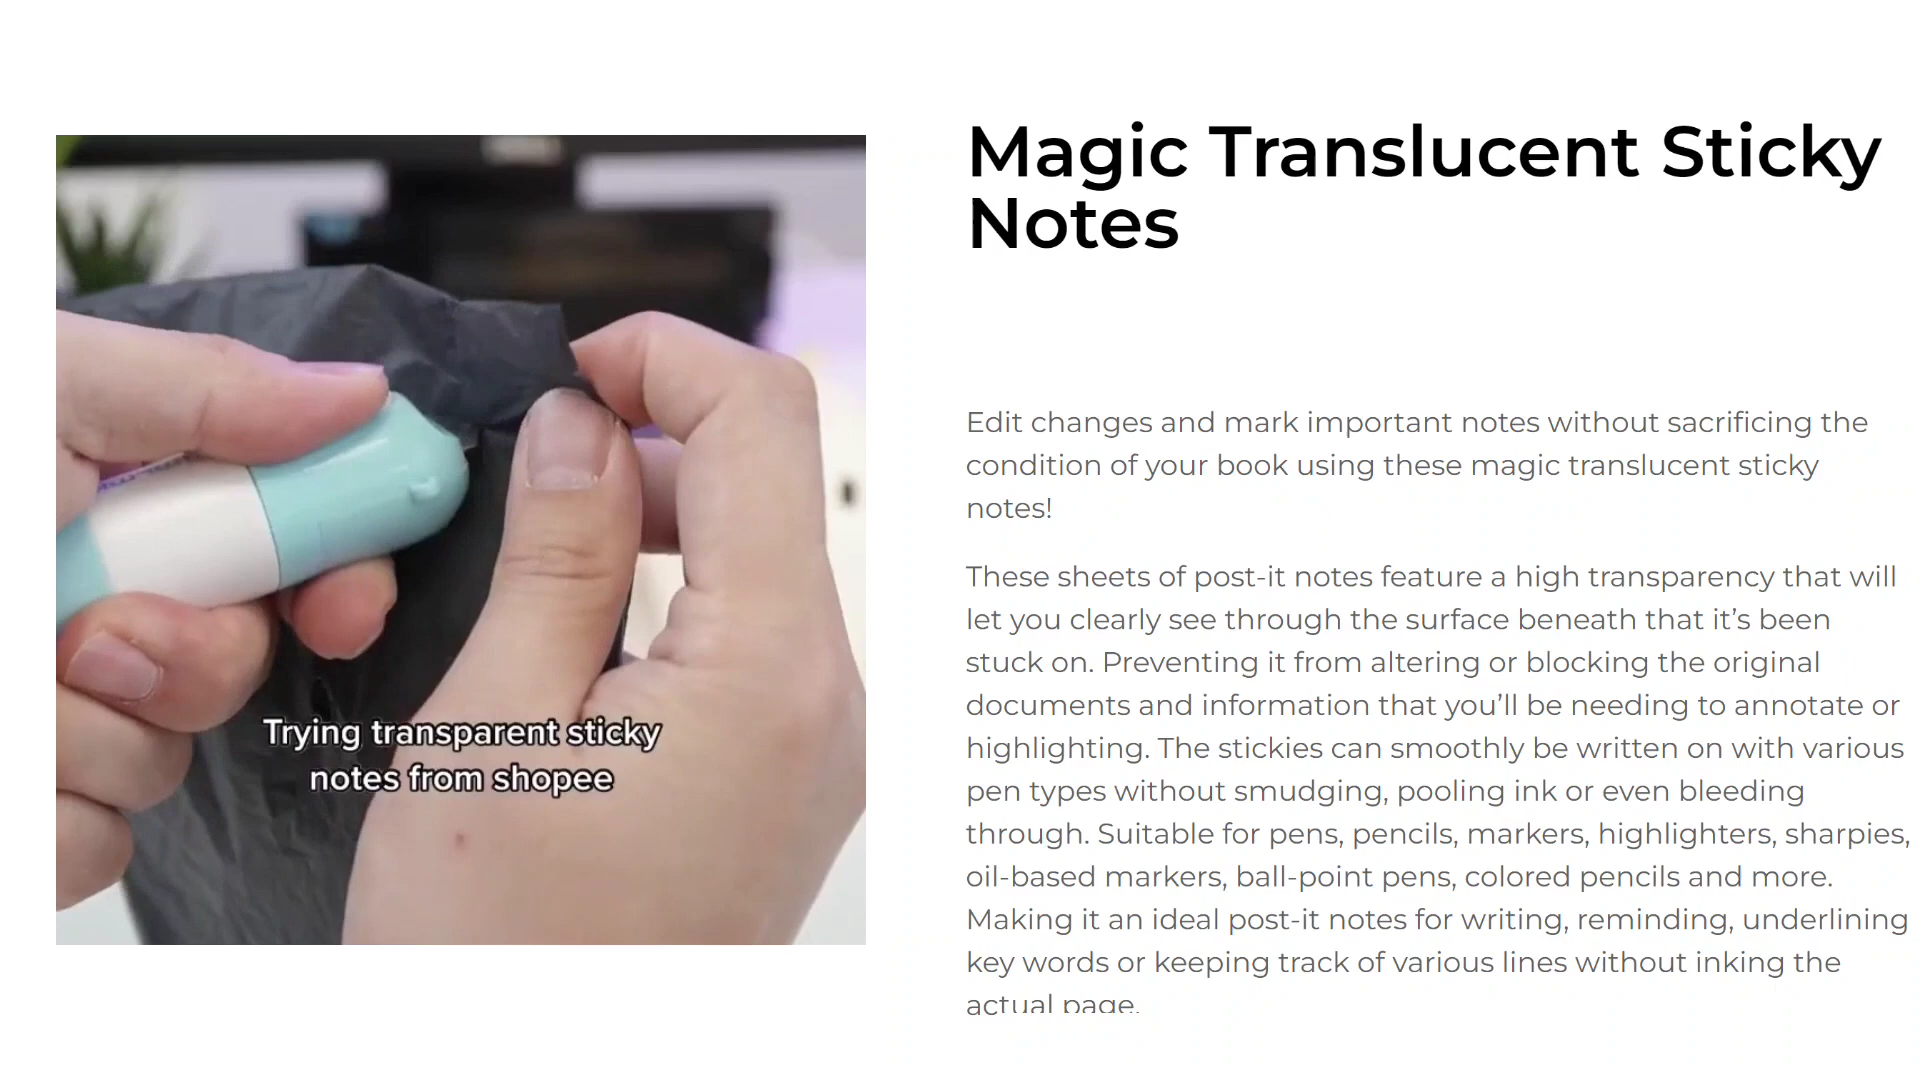 Magic Translucent Sticky
Notes
Edit changes and mark important notes without sacrificing the
condition of your book using these magic translucent sticky
notes!
These sheets of post-it notes feature a high transparency that will
let you clearly see through the surface beneath that it’s been
stuck on. Preventing it from altering or blocking the original
documents and information that you’ll be needing to annotate or
highlighting. The stickies can smoothly be written on with various
pen types without smudging, pooling ink or even bleeding
through. Suitable for pens, pencils, markers, highlighters, sharpies,
oil-based markers, ball-point pens, colored pencils and more.
Making it an ideal post-it notes for writing, reminding, underlining
key words or keeping track of various lines without inking the
actual page.
Trying transparent sticky
notes from shopee